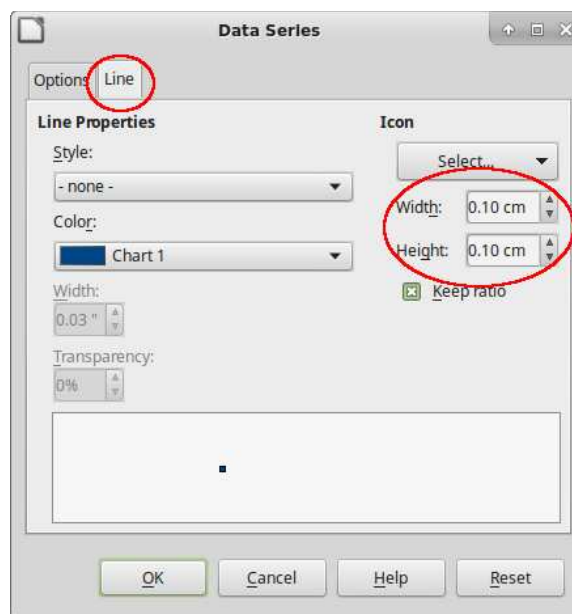 Data Series
Options Line
Line Properties
Style:
- none -
Color:
Chart 1
Width:
0.03 "
Transparency:
0%
Icon
Select...
Width: 0.10 cm
Height: 0.10 cm
Keep ratio
OK Cancel Help Reset